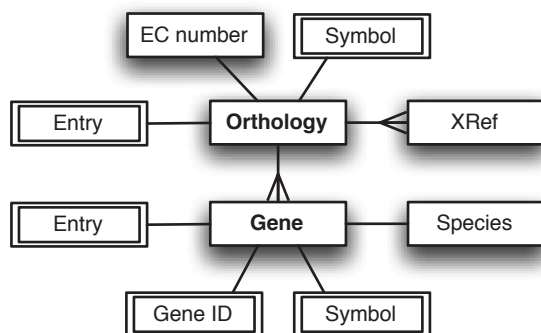 EC number
Symbol
Entry
Orthology
XRef
Entry
Gene
Species
Gene ID
Symbol